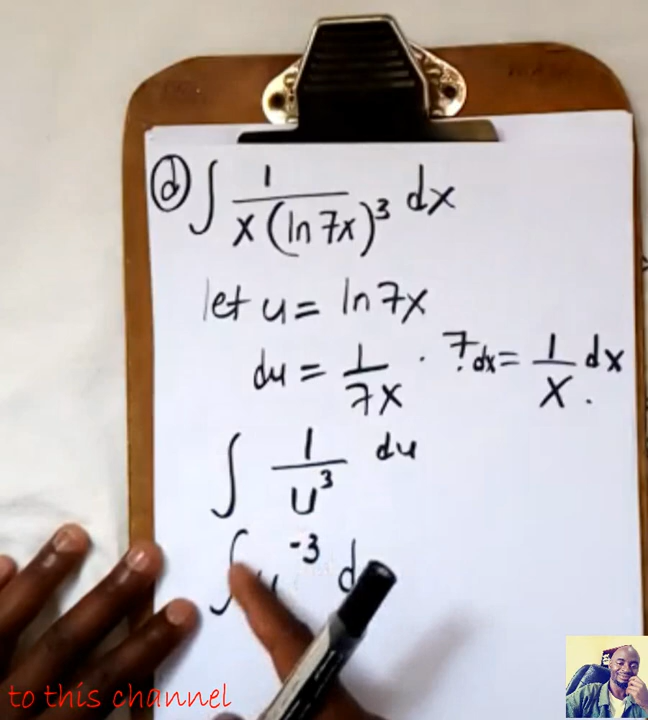 (d) ∫ 1/(x(ln 7x)³) dx
let u = ln 7x
du = 1/7x · 7dx = 1/x dx.
∫ 1/u³ du
∫ u⁻³ d
to this channel